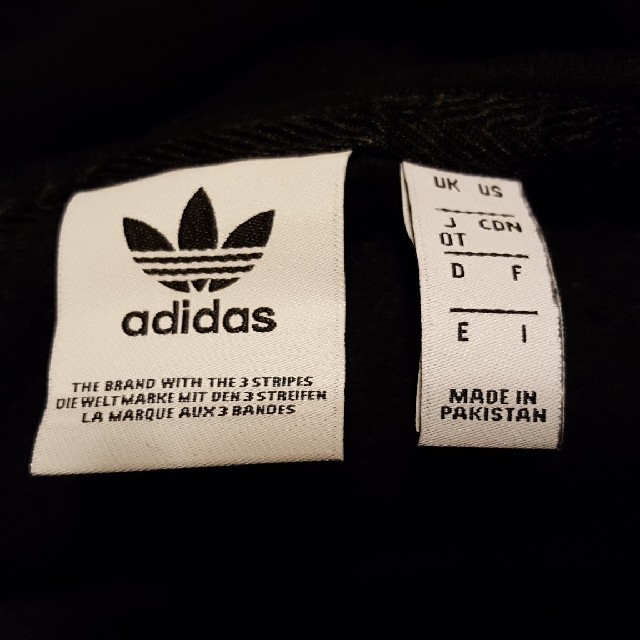 adidas
THE BRAND WITH THE 3 STRIPES
DIE WELTMARKE MIT DEN 3 STREIFEN
LA MARQUE AUX 3 BANDES
UK US
J CDN
OT
D F
E I
MADE IN
PAKISTAN